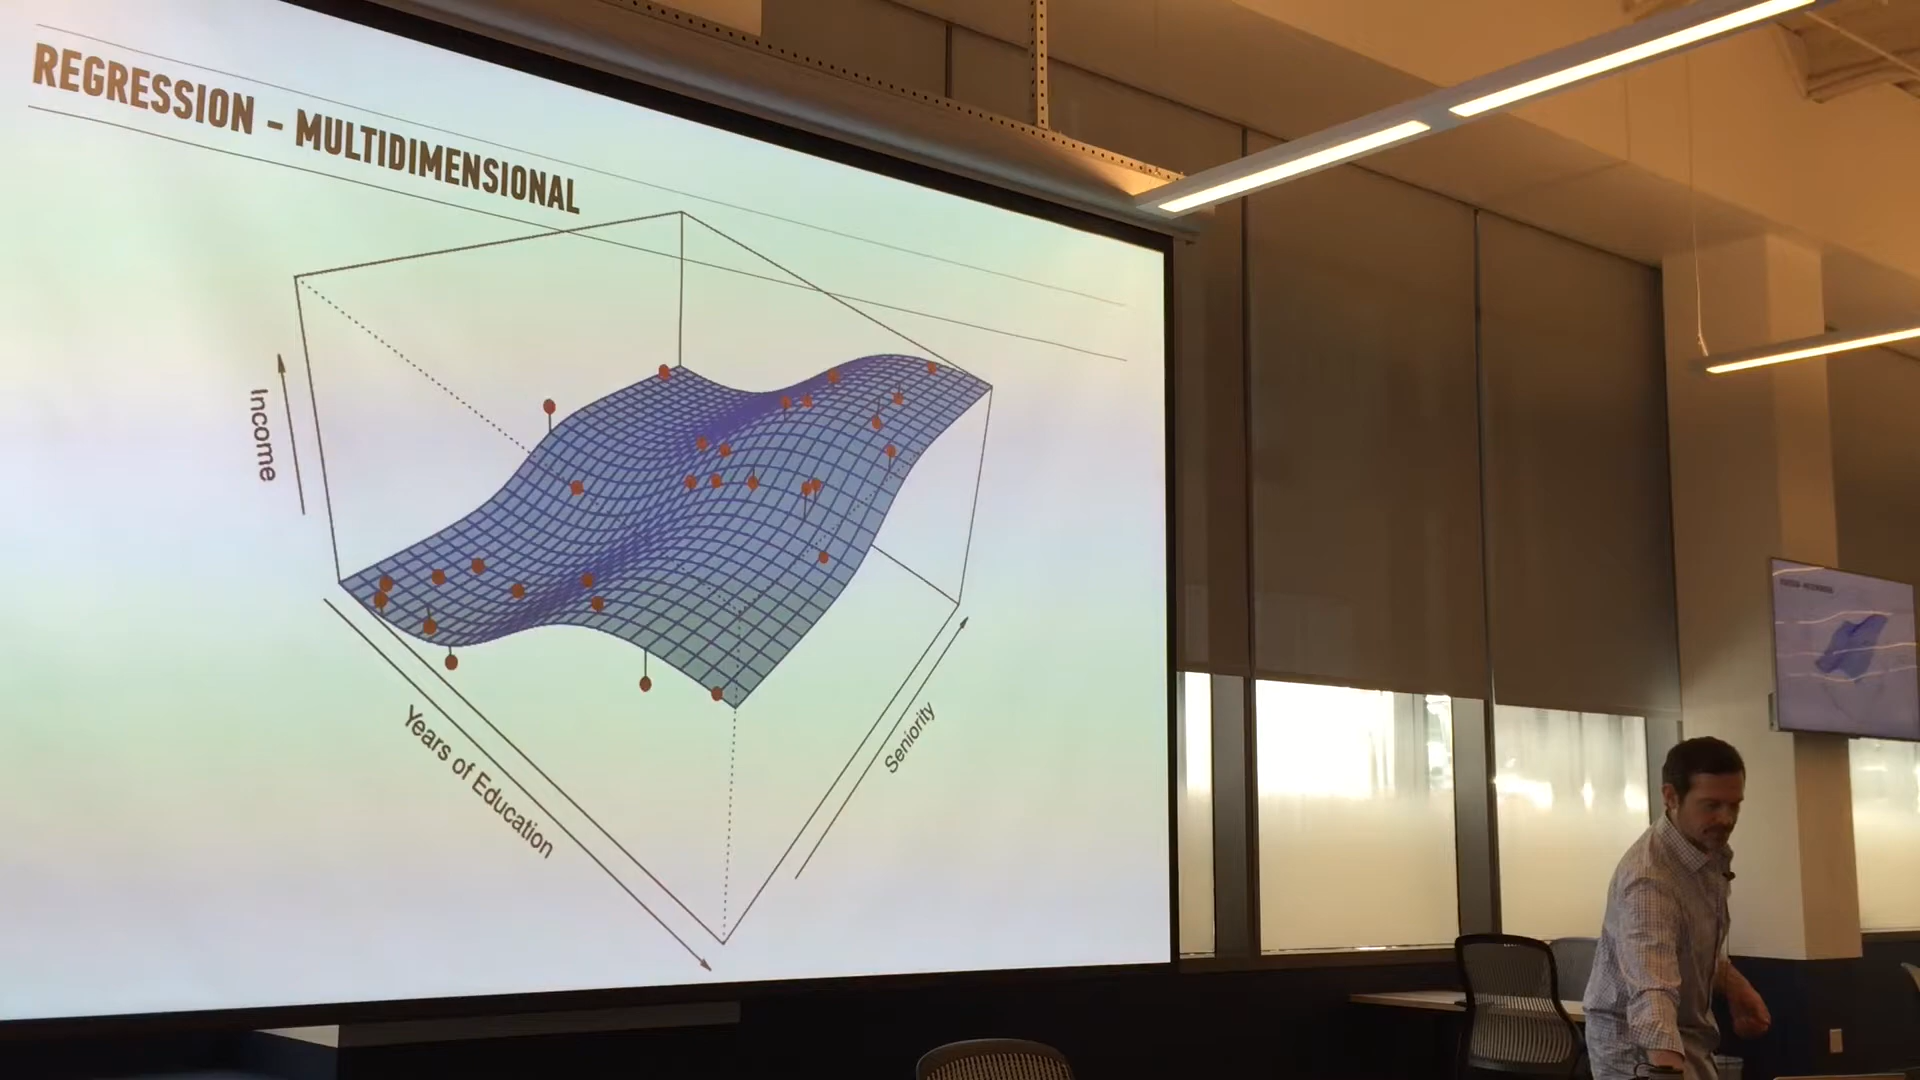 REGRESSION – MULTIDIMENSIONAL
Income
Years of Education
Seniority